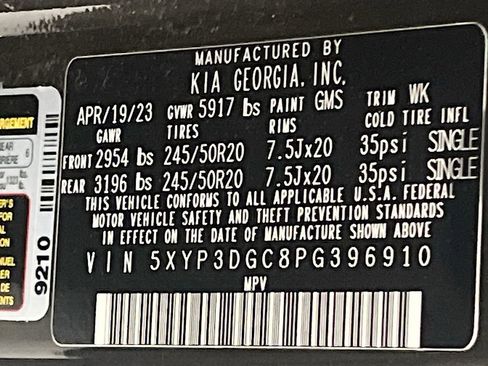 MANUFACTURED BY
KIA GEORGIA, INC.
APR/19/23 GVWR 5917 lbs PAINT GMS TRIM WK
GAWR TIRES RIMS COLD TIRE INFL
FRONT 2954 lbs 245/50R20 7.5Jx20 35psi SINGLE
REAR 3196 lbs 245/50R20 7.5Jx20 35psi SINGLE
THIS VEHICLE CONFORMS TO ALL APPLICABLE U.S.A. FEDERAL
MOTOR VEHICLE SAFETY AND THEFT PREVENTION STANDARDS
IN EFFECT ON THE DATE OF MANUFACTURE SHOWN ABOVE
VIN 5XYP3DGC8PG396910
MPV
9210